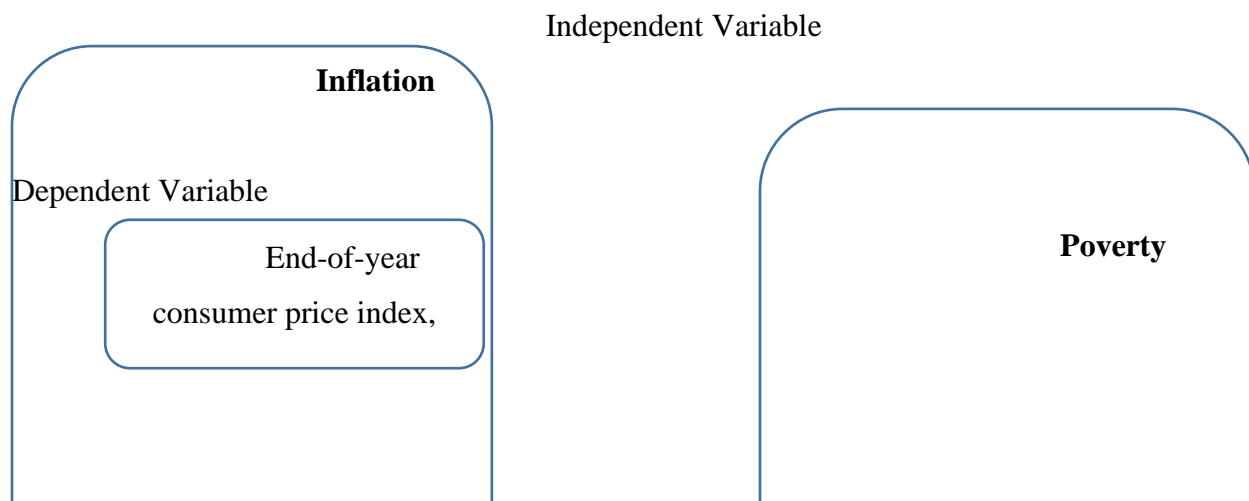 Independent Variable
Inflation
Dependent Variable
End-of-year
consumer price index,
Poverty